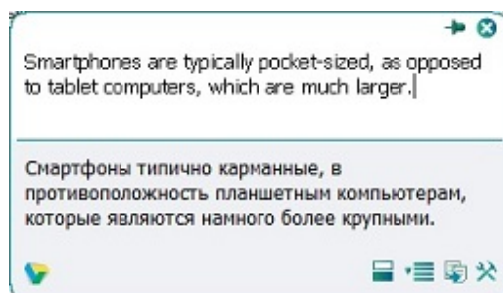 Smartphones are typically pocket-sized, as opposed
to tablet computers, which are much larger.
Смартфоны типично карманные, в
противоположность планшетным компьютерам,
которые являются намного более крупными.